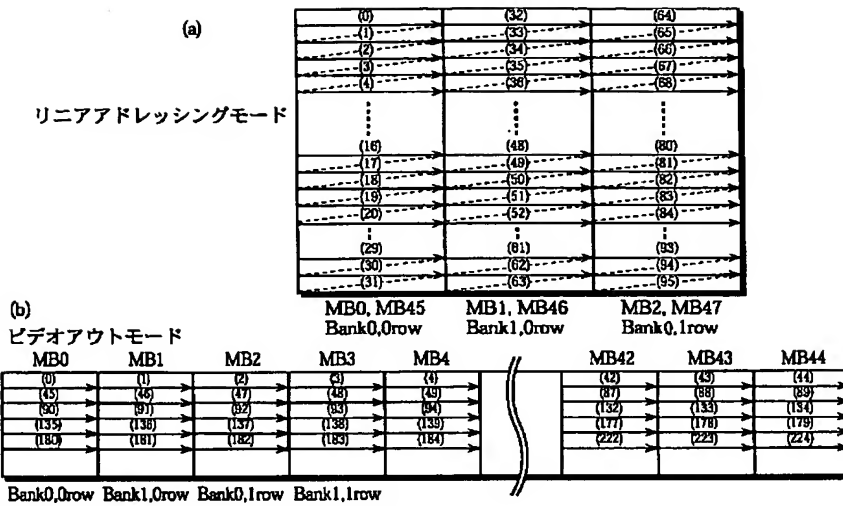 (a)
(0) (32) (64)
(1) (33) (65)
(2) (34) (66)
(3) (35) (67)
(4) (36) (68)
リニアアドレッシングモード
(16) (48) (80)
(17) (49) (81)
(18) (50) (82)
(19) (51) (83)
(20) (52) (84)
(29) (61) (93)
(30) (62) (94)
(31) (63) (95)
MB0, MB45 MB1, MB46 MB2, MB47
Bank0,0row Bank1,0row Bank0,1row
(b)
ビデオアウトモード
MB0 MB1 MB2 MB3 MB4 MB42 MB43 MB44
(0) (1) (2) (3) (4) (42) (43) (44)
(45) (46) (47) (48) (49) (87) (88) (89)
(90) (91) (92) (93) (94) (132) (133) (134)
(135) (136) (137) (138) (139) (177) (178) (179)
(180) (181) (182) (183) (184) (222) (223) (224)
Bank0,0row Bank1,0row Bank0,1row Bank1,1row